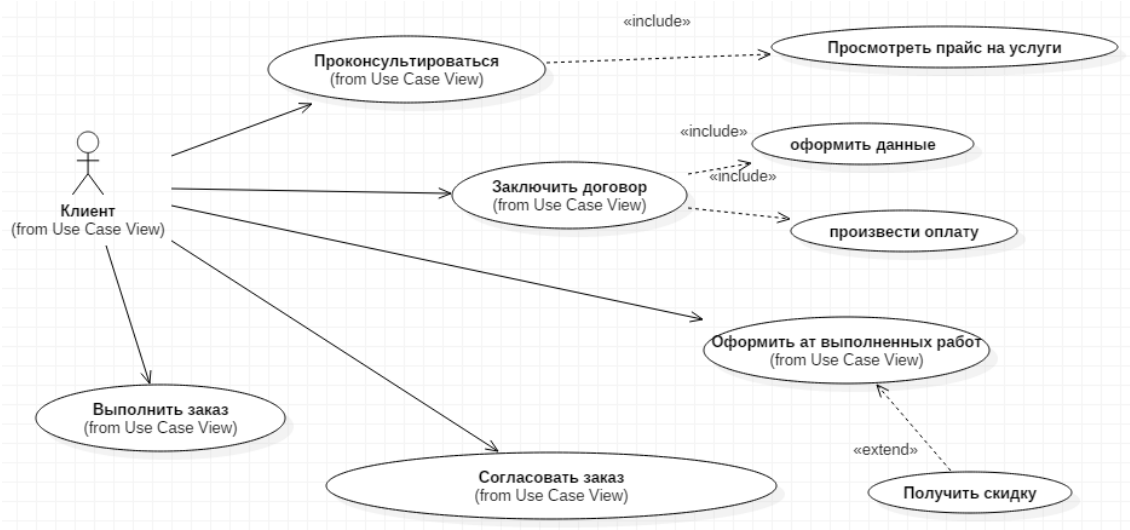 «include»
Проконсультироваться
(from Use Case View)
Просмотреть прайс на услуги
«include»
оформить данные
«include»
Заключить договор
(from Use Case View)
произвести оплату
Клиент
(from Use Case View)
Оформить ат выполненных работ
(from Use Case View)
Выполнить заказ
(from Use Case View)
«extend»
Согласовать заказ
(from Use Case View)
Получить скидку